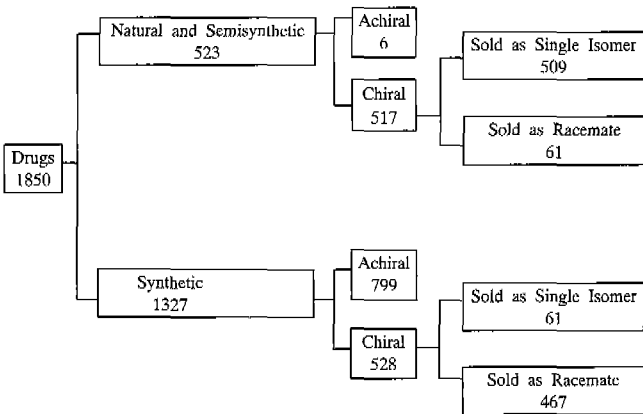 Natural and Semisynthetic
523
Achiral
6
Chiral
517
Sold as Single Isomer
509
Sold as Racemate
61
Drugs
1850
Synthetic
1327
Achiral
799
Chiral
528
Sold as Single Isomer
61
Sold as Racemate
467